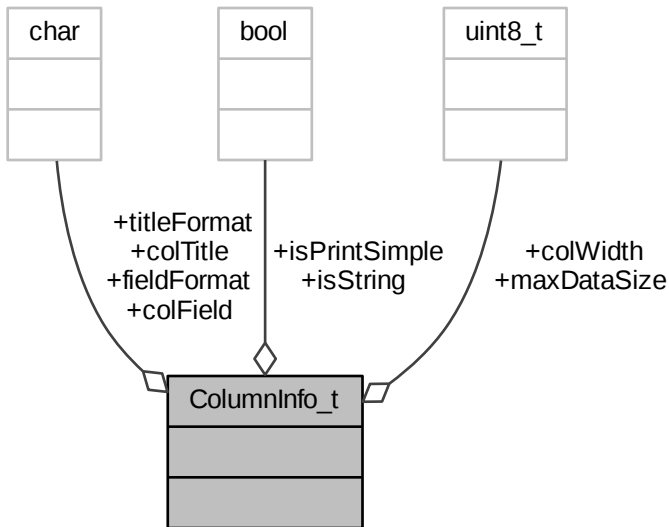 char
bool
uint8_t
+titleFormat
+colTitle
+fieldFormat
+colField
+isPrintSimple
+isString
+colWidth
+maxDataSize
ColumnInfo_t